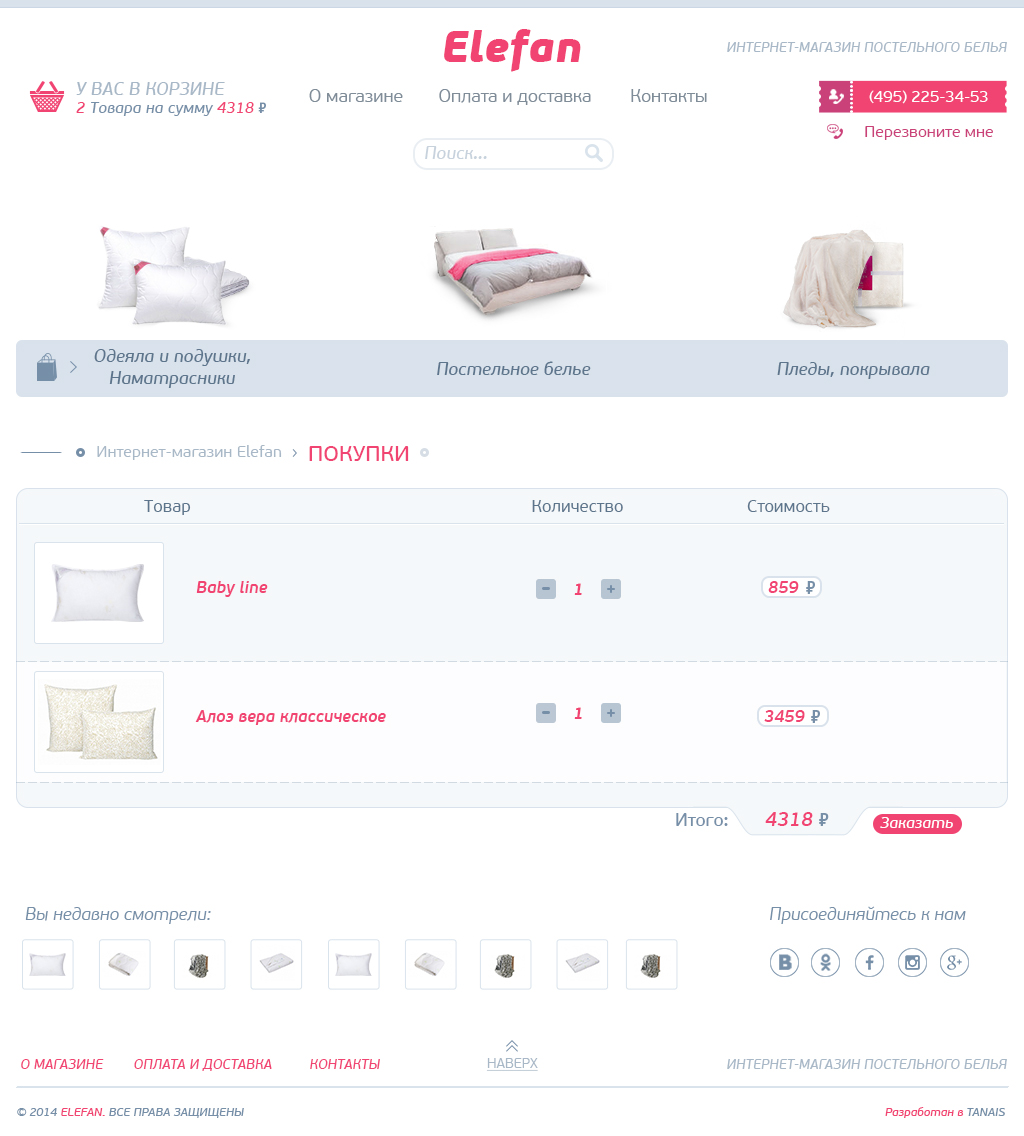 Elefan
ИНТЕРНЕТ-МАГАЗИН ПОСТЕЛЬНОГО БЕЛЬЯ
У ВАС В КОРЗИНЕ
2 Товара на сумму 4318 ₽
О магазине
Оплата и доставка
Контакты
(495) 225-34-53
Перезвоните мне
Поиск...
Одеяла и подушки,
Наматрасники
Постельное белье
Пледы, покрывала
Интернет-магазин Elefan › ПОКУПКИ
Товар
Количество
Стоимость
Baby line
- 1 +
859 ₽
Алоэ вера классическое
- 1 +
3459 ₽
Итого: 4318 ₽
Заказать
Вы недавно смотрели:
Присоединяйтесь к нам
О МАГАЗИНЕ
ОПЛАТА И ДОСТАВКА
КОНТАКТЫ
НАВЕРХ
ИНТЕРНЕТ-МАГАЗИН ПОСТЕЛЬНОГО БЕЛЬЯ
© 2014 ELEFAN. ВСЕ ПРАВА ЗАЩИЩЕНЫ
Разработан в TANAIS